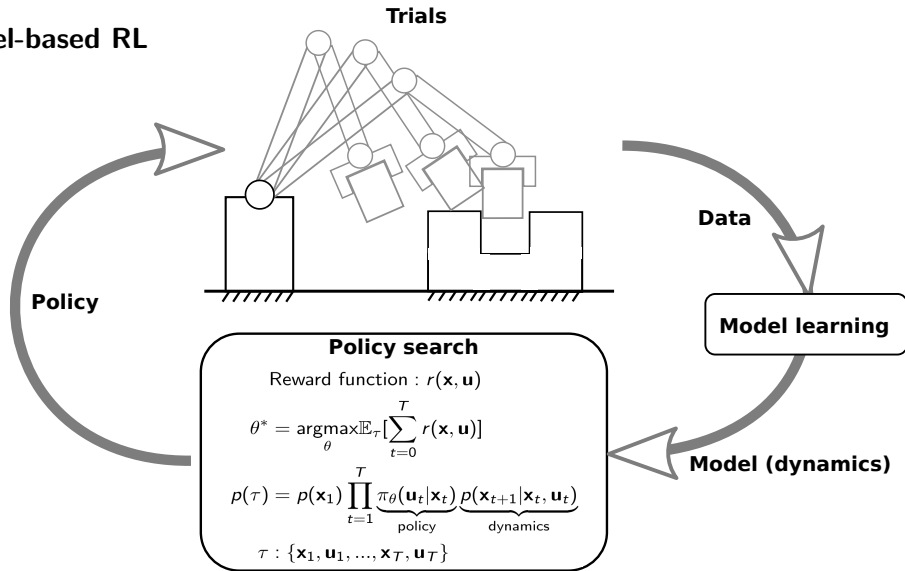 Trials
el-based RL
Data
Policy
Model learning
Policy search
Reward function : r(𝐱, 𝐮)
θ* = argmax_θ 𝔼_τ[∑_{t=0}^{T} r(𝐱, 𝐮)]
Model (dynamics)
p(τ) = p(𝐱₁) ∏_{t=1}^{T} π_θ(𝐮_t|𝐱_t) p(𝐱_{t+1}|𝐱_t, 𝐮_t)
policy dynamics
τ : {𝐱₁, 𝐮₁, ..., 𝐱_T, 𝐮_T}